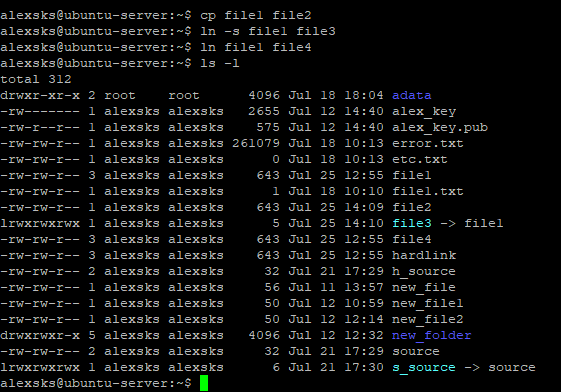 alexsks@ubuntu-server:~$ cp file1 file2
alexsks@ubuntu-server:~$ ln -s file1 file3
alexsks@ubuntu-server:~$ ln file1 file4
alexsks@ubuntu-server:~$ ls -l
total 312
drwxr-xr-x 2 root    root      4096 Jul 18 18:04 adata
-rw------- 1 alexsks alexsks   2655 Jul 12 14:40 alex_key
-rw-r--r-- 1 alexsks alexsks    575 Jul 12 14:40 alex_key.pub
-rw-rw-r-- 1 alexsks alexsks 261079 Jul 18 10:13 error.txt
-rw-rw-r-- 1 alexsks alexsks      0 Jul 18 10:13 etc.txt
-rw-rw-r-- 3 alexsks alexsks    643 Jul 25 12:55 file1
-rw-rw-r-- 1 alexsks alexsks      1 Jul 18 10:10 file1.txt
-rw-rw-r-- 1 alexsks alexsks    643 Jul 25 14:09 file2
lrwxrwxrwx 1 alexsks alexsks      5 Jul 25 14:10 file3 -> file1
-rw-rw-r-- 3 alexsks alexsks    643 Jul 25 12:55 file4
-rw-rw-r-- 3 alexsks alexsks    643 Jul 25 12:55 hardlink
-rw-rw-r-- 2 alexsks alexsks     32 Jul 21 17:29 h_source
-rw-rw-r-- 1 alexsks alexsks     56 Jul 11 13:57 new_file
-rw-rw-r-- 1 alexsks alexsks     50 Jul 12 10:59 new_file1
-rw-rw-r-- 1 alexsks alexsks     50 Jul 12 12:14 new_file2
drwxrwxr-x 5 alexsks alexsks   4096 Jul 12 12:32 new_folder
-rw-rw-r-- 2 alexsks alexsks     32 Jul 21 17:29 source
lrwxrwxrwx 1 alexsks alexsks      6 Jul 21 17:30 s_source -> source
alexsks@ubuntu-server:~$